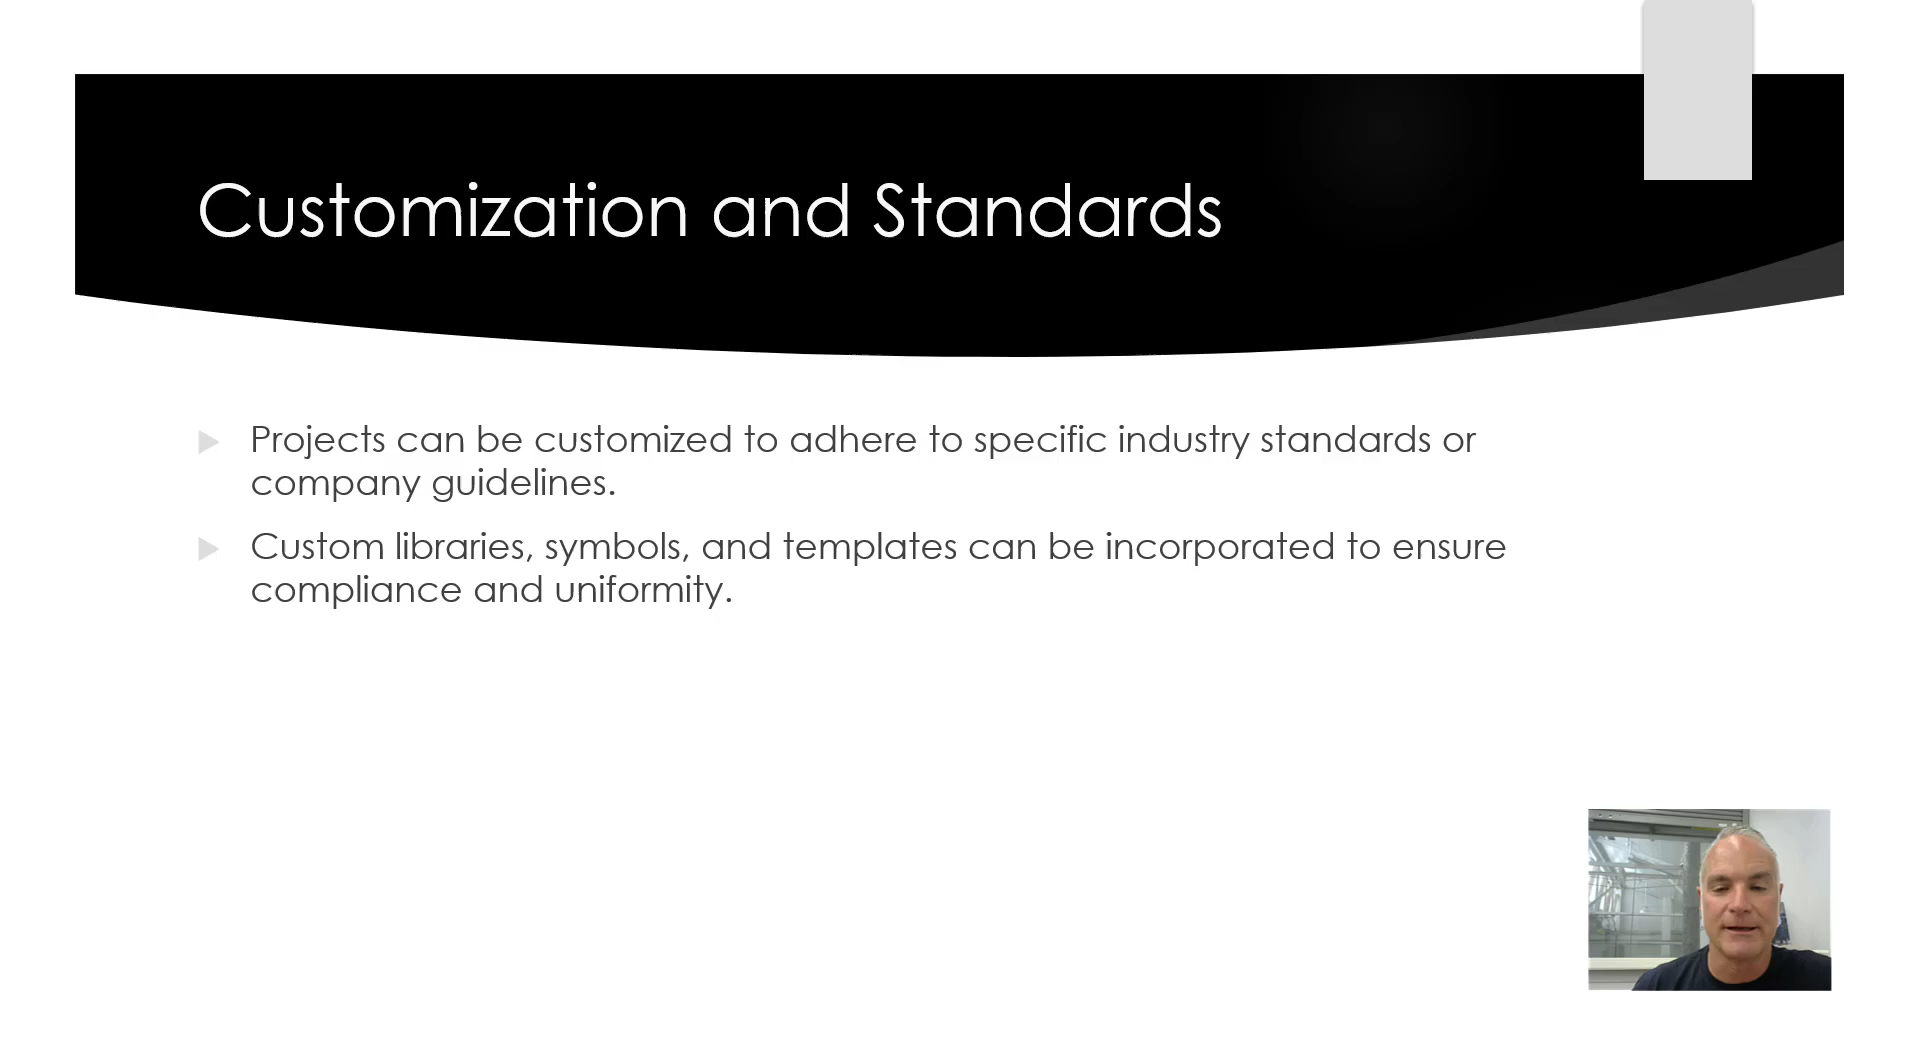 Customization and Standards
Projects can be customized to adhere to specific industry standards or
company guidelines.
Custom libraries, symbols, and templates can be incorporated to ensure
compliance and uniformity.